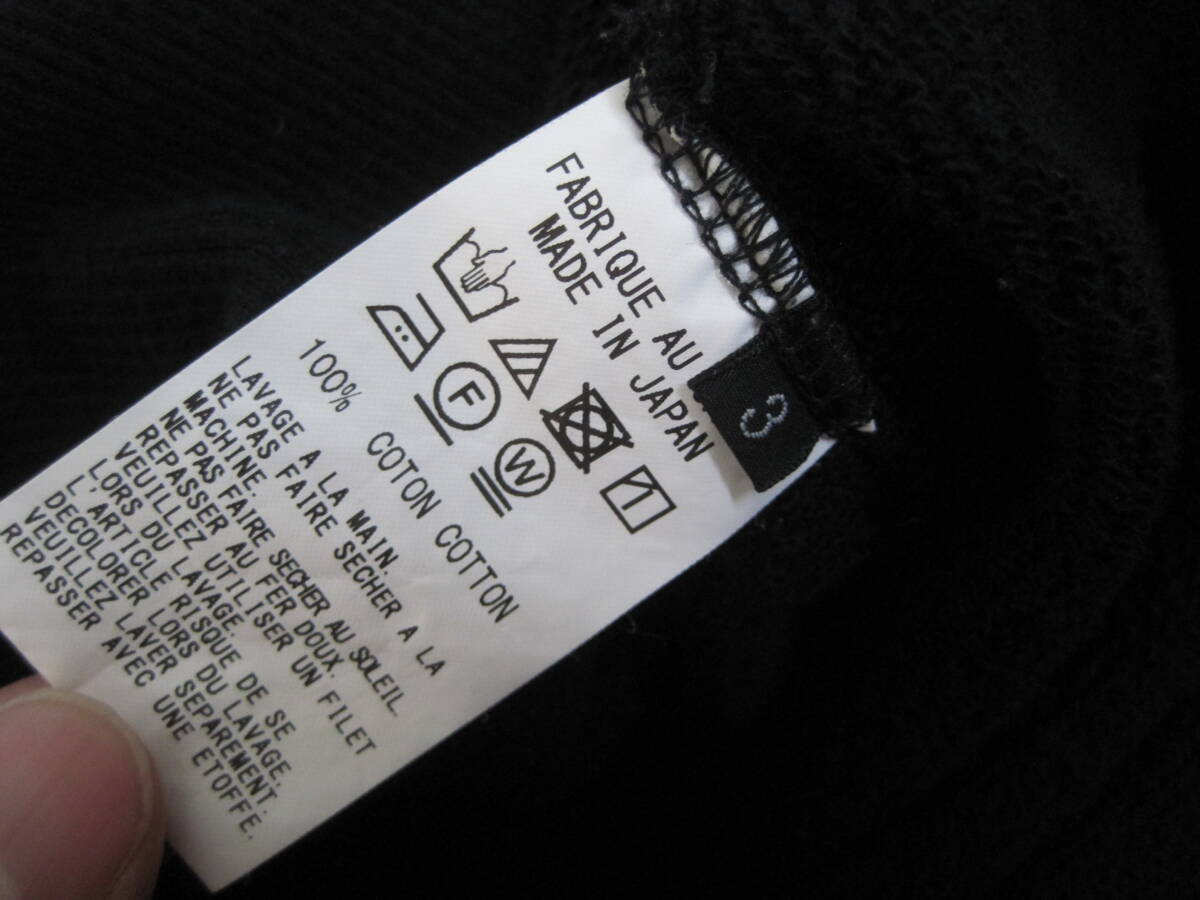 FABRIQUE AU
MADE IN JAPAN
3
F
W
100% COTON COTTON
LAVAGE A LA MAIN.
NE PAS FAIRE SECHER A LA
MACHINE.
NE PAS FAIRE SECHER AU SOLEIL.
REPASSER AU FER DOUX.
VEUILLEZ UTILISER UN FILET
LORS DU LAVAGE.
L'ARTICLE RISQUE DE SE
DECOLORER LORS DU LAVAGE.
VEUILLEZ LAVER SEPAREMENT.
REPASSER AVEC UNE ETOFFE.